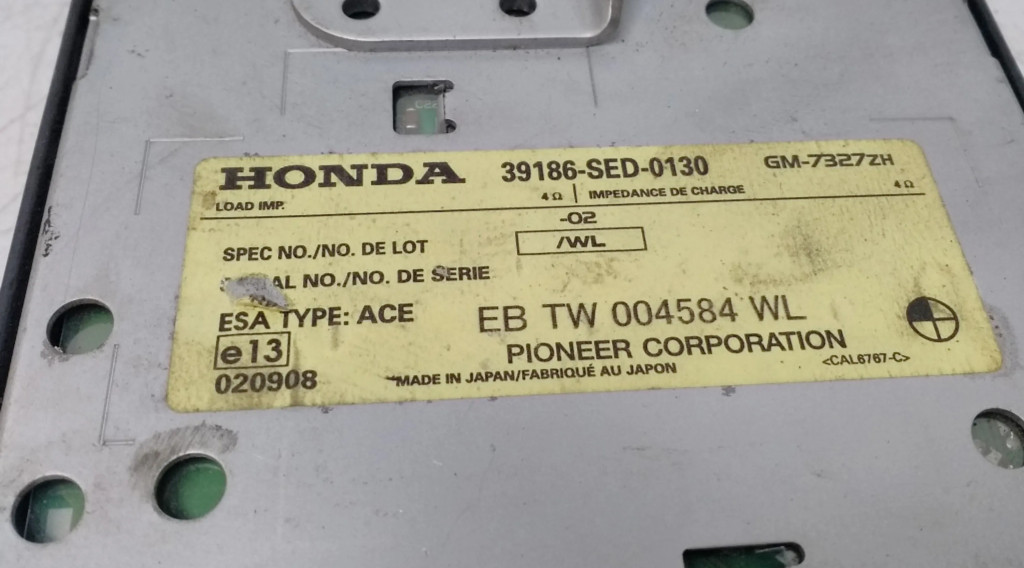 HONDA 39186-SED-0130 GM-7327ZH
LOAD IMP. 4Ω | IMPEDANCE DE CHARGE 4Ω
-02
SPEC NO./NO. DE LOT /WL
AL NO./NO. DE SERIE
ESA TYPE: ACE EB TW 004584 WL
e13 PIONEER CORPORATION <CAL6767-C>
020908 MADE IN JAPAN/FABRIQUÉ AU JAPON